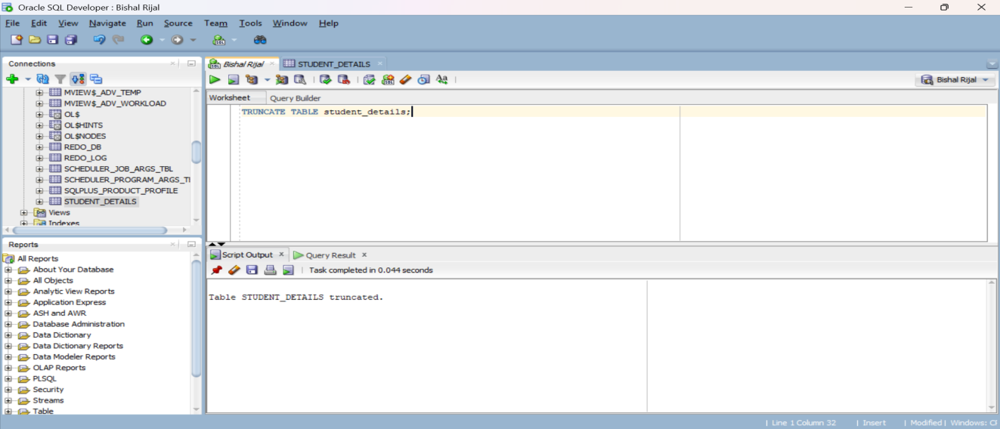 Oracle SQL Developer : Bishal Rijal
File Edit View Navigate Run Source Team Tools Window Help
Connections
MVIEW$_ADV_TEMP
MVIEW$_ADV_WORKLOAD
OL$
OL$HINTS
OL$NODES
REDO_DB
REDO_LOG
SCHEDULER_JOB_ARGS_TBL
SCHEDULER_PROGRAM_ARGS_T
SQLPLUS_PRODUCT_PROFILE
STUDENT_DETAILS
Views
Indexes
Reports
All Reports
About Your Database
All Objects
Analytic View Reports
Application Express
ASH and AWR
Database Administration
Data Dictionary
Data Dictionary Reports
Data Modeler Reports
OLAP Reports
PLSQL
Security
Streams
Table
Bishal Rijal STUDENT_DETAILS
Aa
Bishal Rijal
Worksheet Query Builder
TRUNCATE TABLE student_details;
Script Output x Query Result x
Task completed in 0.044 seconds
Table STUDENT_DETAILS truncated.
| Line 1 Column 32 | Insert | Modified | Windows: CF